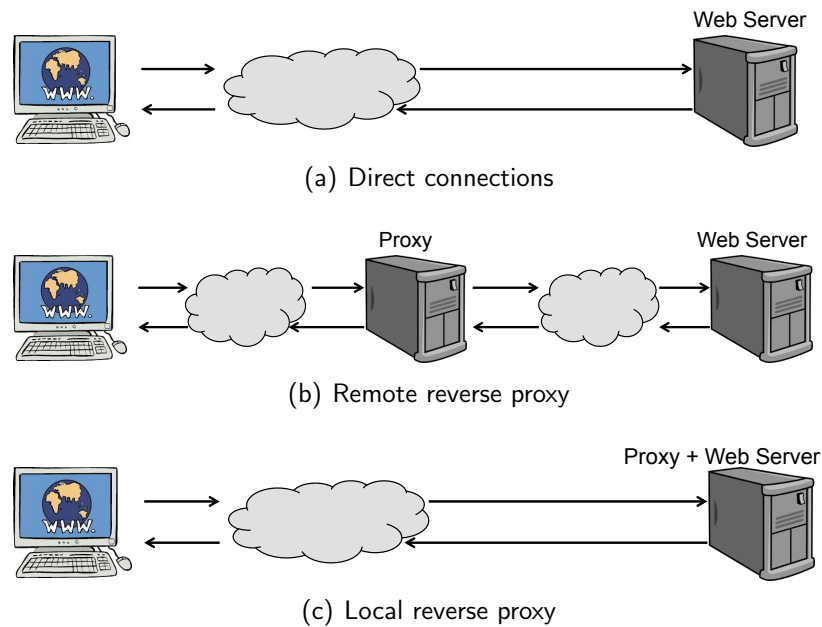 Web Server
WWW.
(a) Direct connections
Proxy
Web Server
WWW.
(b) Remote reverse proxy
Proxy + Web Server
WWW.
(c) Local reverse proxy